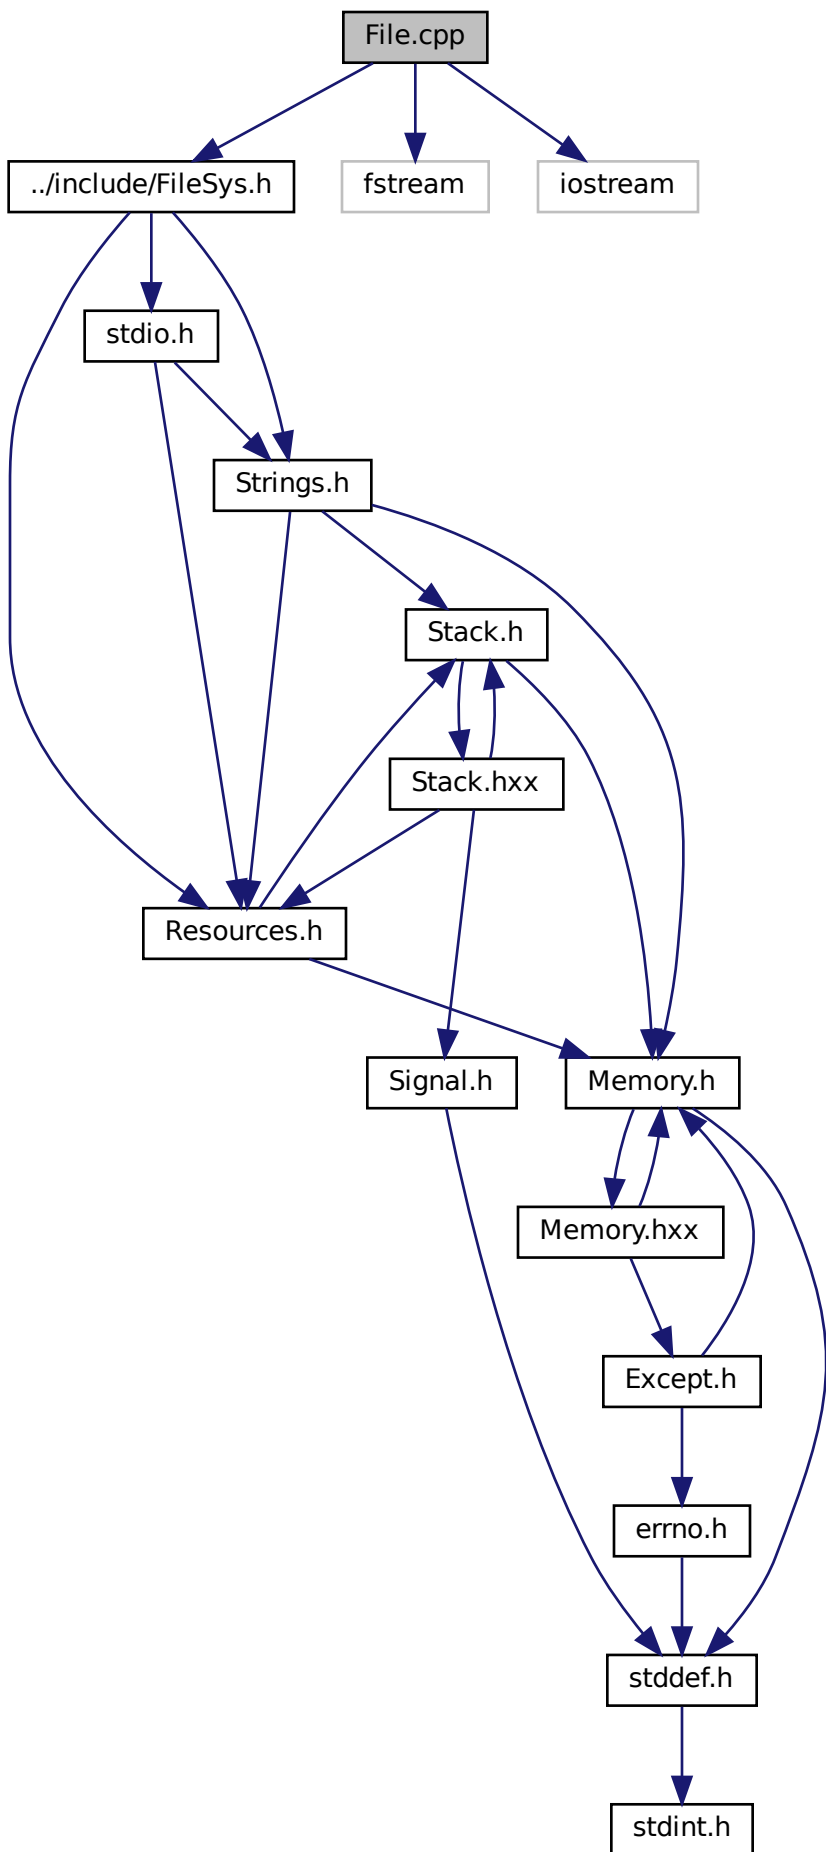 File.cpp
../include/FileSys.h
fstream
iostream
stdio.h
Strings.h
Stack.h
Stack.hxx
Resources.h
Signal.h
Memory.h
Memory.hxx
Except.h
errno.h
stddef.h
stdint.h